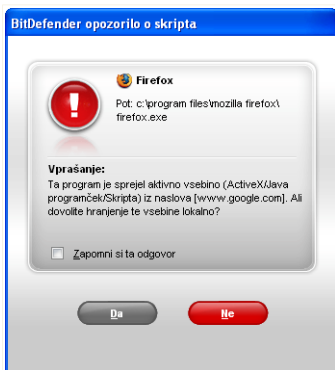 BitDefender opozorilo o skripta
Firefox
Pot: c:\program files\mozilla firefox\
firefox.exe
Vprašanje:
Ta program je sprejel aktivno vsebino (ActiveX/Java
programček/Skripta) iz naslova [www.google.com]. Ali
dovolite hranjenje te vsebine lokalno?
Zapomni si ta odgovor
Da
Ne